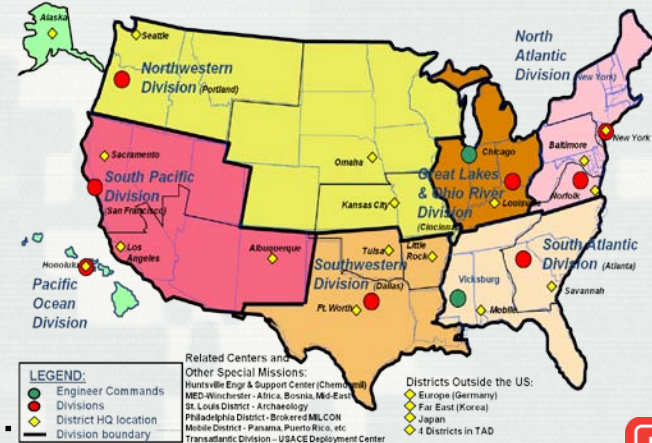 Alaska
Seattle
North
Atlantic
Division (New York)
Northwestern
Division (Portland)
New York
Baltimore
Chicago
Sacramento
Omaha
South Pacific
Division
(San Francisco)
Great Lakes
& Ohio River
Division
(Cincinnati)
Louisville
Norfolk
Kansas City
Los
Angeles
Albuquerque
Tulsa
Little
Rock
South Atlantic
Division (Atlanta)
Honolulu
Pacific
Ocean
Division
Southwestern
Division (Dallas)
Ft. Worth
Vicksburg
Mobile
Savannah
LEGEND:
Engineer Commands
Divisions
District HQ location
Division boundary
Related Centers and
Other Special Missions:
Huntsville Engr & Support Center (Chemdemil)
MED-Winchester - Africa, Bosnia, Mid-East
St. Louis District - Archaeology
Philadelphia District - Brokered MILCON
Mobile District - Panama, Puerto Rico, etc
Transatlantic Division – USACE Deployment Center
Districts Outside the US:
Europe (Germany)
Far East (Korea)
Japan
4 Districts in TAD